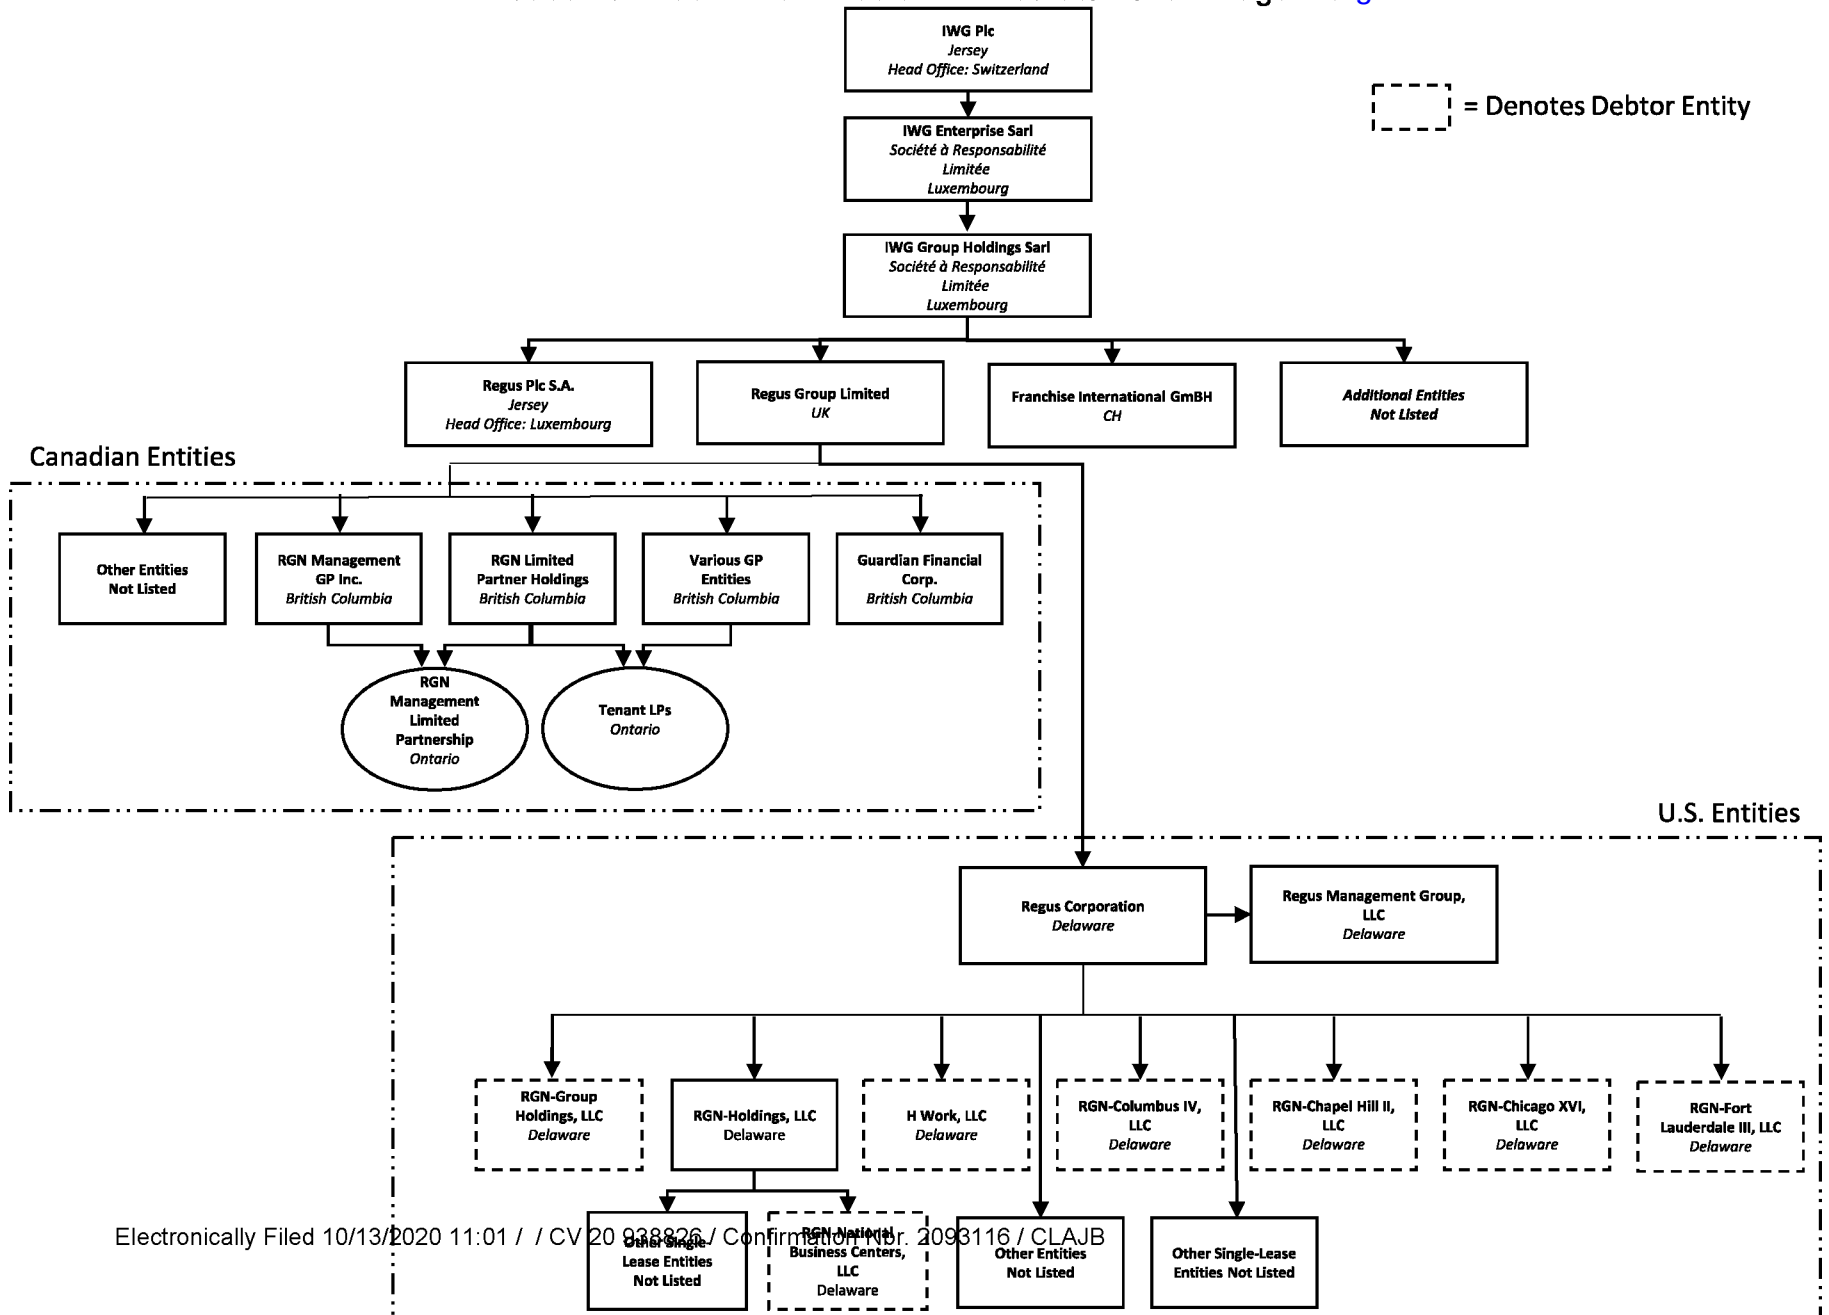 IWG Plc
Jersey
Head Office: Switzerland
= Denotes Debtor Entity
IWG Enterprise Sarl
Société à Responsabilité
Limitée
Luxembourg
IWG Group Holdings Sarl
Société à Responsabilité
Limitée
Luxembourg
Regus Plc S.A.
Jersey
Head Office: Luxembourg
Regus Group Limited
UK
Franchise International GmBH
CH
Additional Entities
Not Listed
Canadian Entities
Other Entities
Not Listed
RGN Management
GP Inc.
British Columbia
RGN Limited
Partner Holdings
British Columbia
Various GP
Entities
British Columbia
Guardian Financial
Corp.
British Columbia
RGN
Management
Limited
Partnership
Ontario
Tenant LPs
Ontario
U.S. Entities
Regus Corporation
Delaware
Regus Management Group,
LLC
Delaware
RGN-Group
Holdings, LLC
Delaware
RGN-Holdings, LLC
Delaware
H Work, LLC
Delaware
RGN-Columbus IV,
LLC
Delaware
RGN-Chapel Hill II,
LLC
Delaware
RGN-Chicago XVI,
LLC
Delaware
RGN-Fort
Lauderdale III, LLC
Delaware
Other Single-
Lease Entities
Not Listed
RGN-National
Business Centers,
LLC
Delaware
Other Entities
Not Listed
Other Single-Lease
Entities Not Listed
Electronically Filed 10/13/2020 11:01 / / CV 20 938826 / Confirmation Nbr. 2093116 / CLAJB